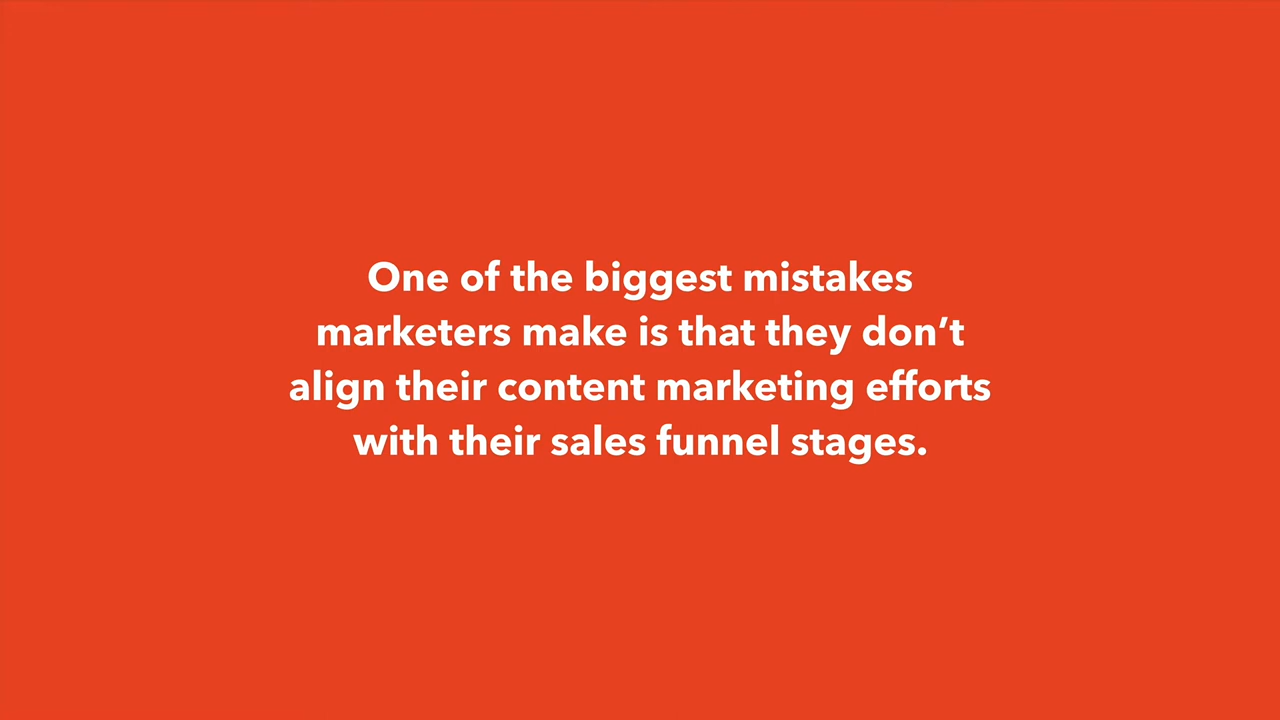 One of the biggest mistakes
marketers make is that they don’t
align their content marketing efforts
with their sales funnel stages.